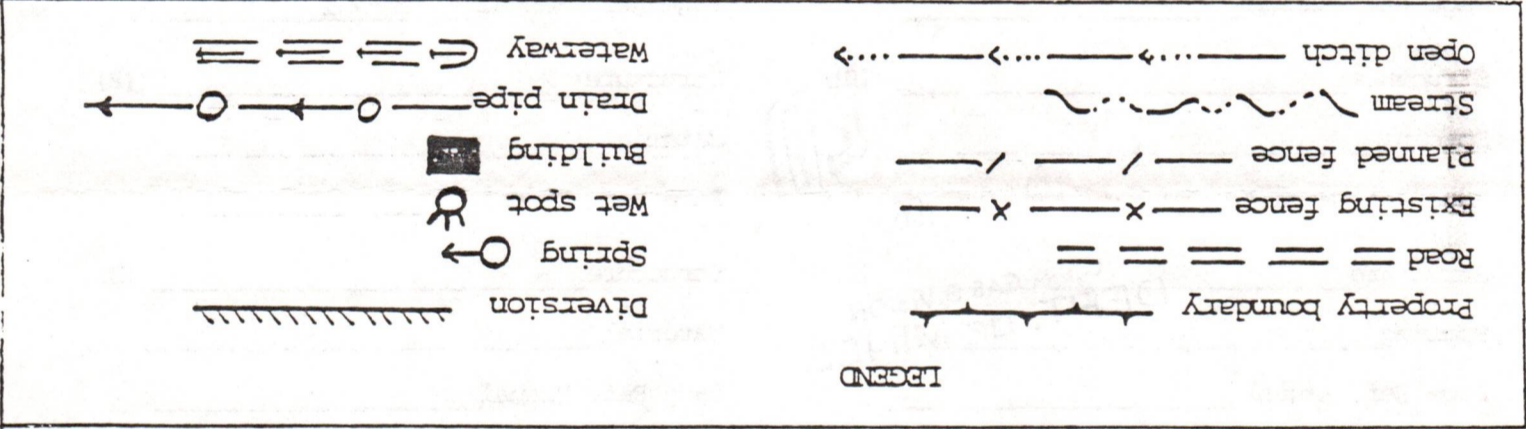 LEGEND
Property boundary
Road
Existing fence
Planned fence
Stream
Open ditch
Diversion
Spring
Wet spot
Building
Drain pipe
Waterway